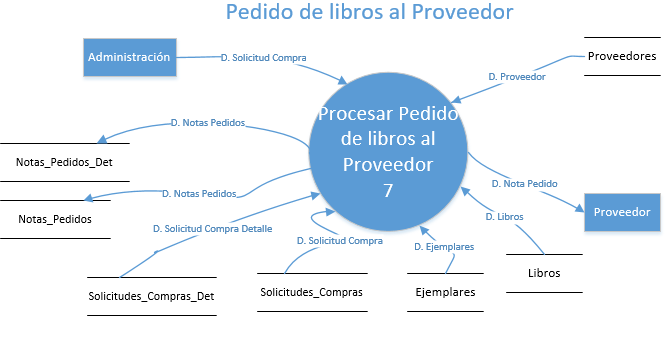 Pedido de libros al Proveedor
Administración
D. Solicitud Compra
Proveedores
D. Proveedor
Procesar Pedido
de libros al
Proveedor
7
D. Notas Pedidos
Notas_Pedidos_Det
D. Notas Pedidos
Notas_Pedidos
D. Nota Pedido
Proveedor
D. Solicitud Compra Detalle
D. Solicitud Compra
D. Ejemplares
D. Libros
Solicitudes_Compras_Det
Solicitudes_Compras
Ejemplares
Libros